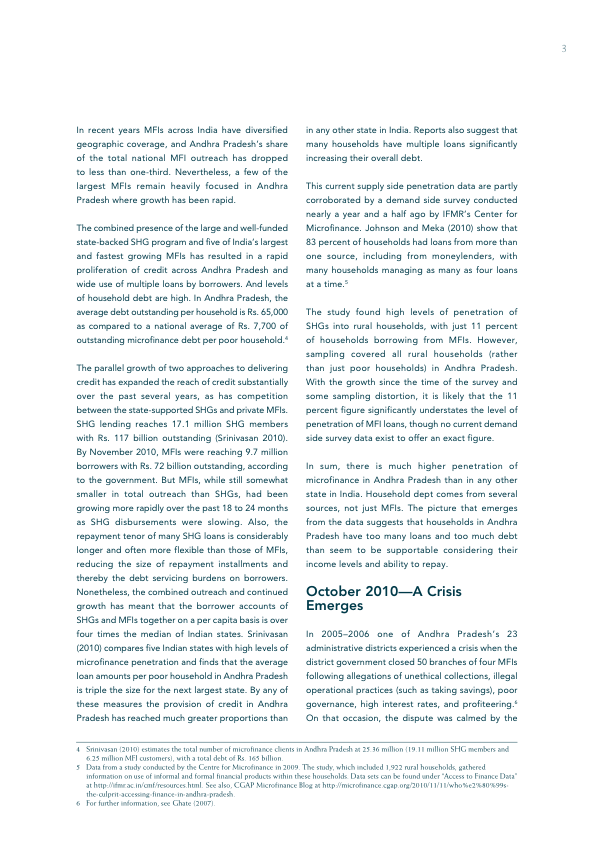 3
In recent years MFIs across India have diversified
geographic coverage, and Andhra Pradesh's share
of the total national MFI outreach has dropped
to less than one-third. Nevertheless, a few of the
largest MFIs remain heavily focused in Andhra
Pradesh where growth has been rapid.
The combined presence of the large and well-funded
state-backed SHG program and five of India's largest
and fastest growing MFIs has resulted in a rapid
proliferation of credit across Andhra Pradesh and
wide use of multiple loans by borrowers. And levels
of household debt are high. In Andhra Pradesh, the
average debt outstanding per household is Rs. 65,000
as compared to a national average of Rs. 7,700 of
outstanding microfinance debt per poor household.4
The parallel growth of two approaches to delivering
credit has expanded the reach of credit substantially
over the past several years, as has competition
between the state-supported SHGs and private MFIs.
SHG lending reaches 17.1 million SHG members
with Rs. 117 billion outstanding (Srinivasan 2010).
By November 2010, MFIs were reaching 9.7 million
borrowers with Rs. 72 billion outstanding, according
to the government. But MFIs, while still somewhat
smaller in total outreach than SHGs, had been
growing more rapidly over the past 18 to 24 months
as SHG disbursements were slowing. Also, the
repayment tenor of many SHG loans is considerably
longer and often more flexible than those of MFIs,
reducing the size of repayment installments and
thereby the debt servicing burdens on borrowers.
Nonetheless, the combined outreach and continued
growth has meant that the borrower accounts of
SHGs and MFIs together on a per capita basis is over
four times the median of Indian states. Srinivasan
(2010) compares five Indian states with high levels of
microfinance penetration and finds that the average
loan amounts per poor household in Andhra Pradesh
is triple the size for the next largest state. By any of
these measures the provision of credit in Andhra
Pradesh has reached much greater proportions than
in any other state in India. Reports also suggest that
many households have multiple loans significantly
increasing their overall debt.
This current supply side penetration data are partly
corroborated by a demand side survey conducted
nearly a year and a half ago by IFMR's Center for
Microfinance. Johnson and Meka (2010) show that
83 percent of households had loans from more than
one source, including from moneylenders, with
many households managing as many as four loans
at a time.5
The study found high levels of penetration of
SHGs into rural households, with just 11 percent
of households borrowing from MFIs. However,
sampling covered all rural households (rather
than just poor households) in Andhra Pradesh.
With the growth since the time of the survey and
some sampling distortion, it is likely that the 11
percent figure significantly understates the level of
penetration of MFI loans, though no current demand
side survey data exist to offer an exact figure.
In sum, there is much higher penetration of
microfinance in Andhra Pradesh than in any other
state in India. Household dept comes from several
sources, not just MFIs. The picture that emerges
from the data suggests that households in Andhra
Pradesh have too many loans and too much debt
than seem to be supportable considering their
income levels and ability to repay.
October 2010—A Crisis
Emerges
In 2005–2006 one of Andhra Pradesh's 23
administrative districts experienced a crisis when the
district government closed 50 branches of four MFIs
following allegations of unethical collections, illegal
operational practices (such as taking savings), poor
governance, high interest rates, and profiteering.6
On that occasion, the dispute was calmed by the
4 Srinivasan (2010) estimates the total number of microfinance clients in Andhra Pradesh at 25.36 million (19.11 million SHG members and
6.25 million MFI customers), with a total debt of Rs. 165 billion.
5 Data from a study conducted by the Centre for Microfinance in 2009. The study, which included 1,922 rural households, gathered
information on use of informal and formal financial products within these households. Data sets can be found under "Access to Finance Data"
at http://ifmr.ac.in/cmf/resources.html. See also, CGAP Microfinance Blog at http://microfinance.cgap.org/2010/11/11/who%e2%80%99s-
the-culprit-accessing-finance-in-andhra-pradesh.
6 For further information, see Ghate (2007).